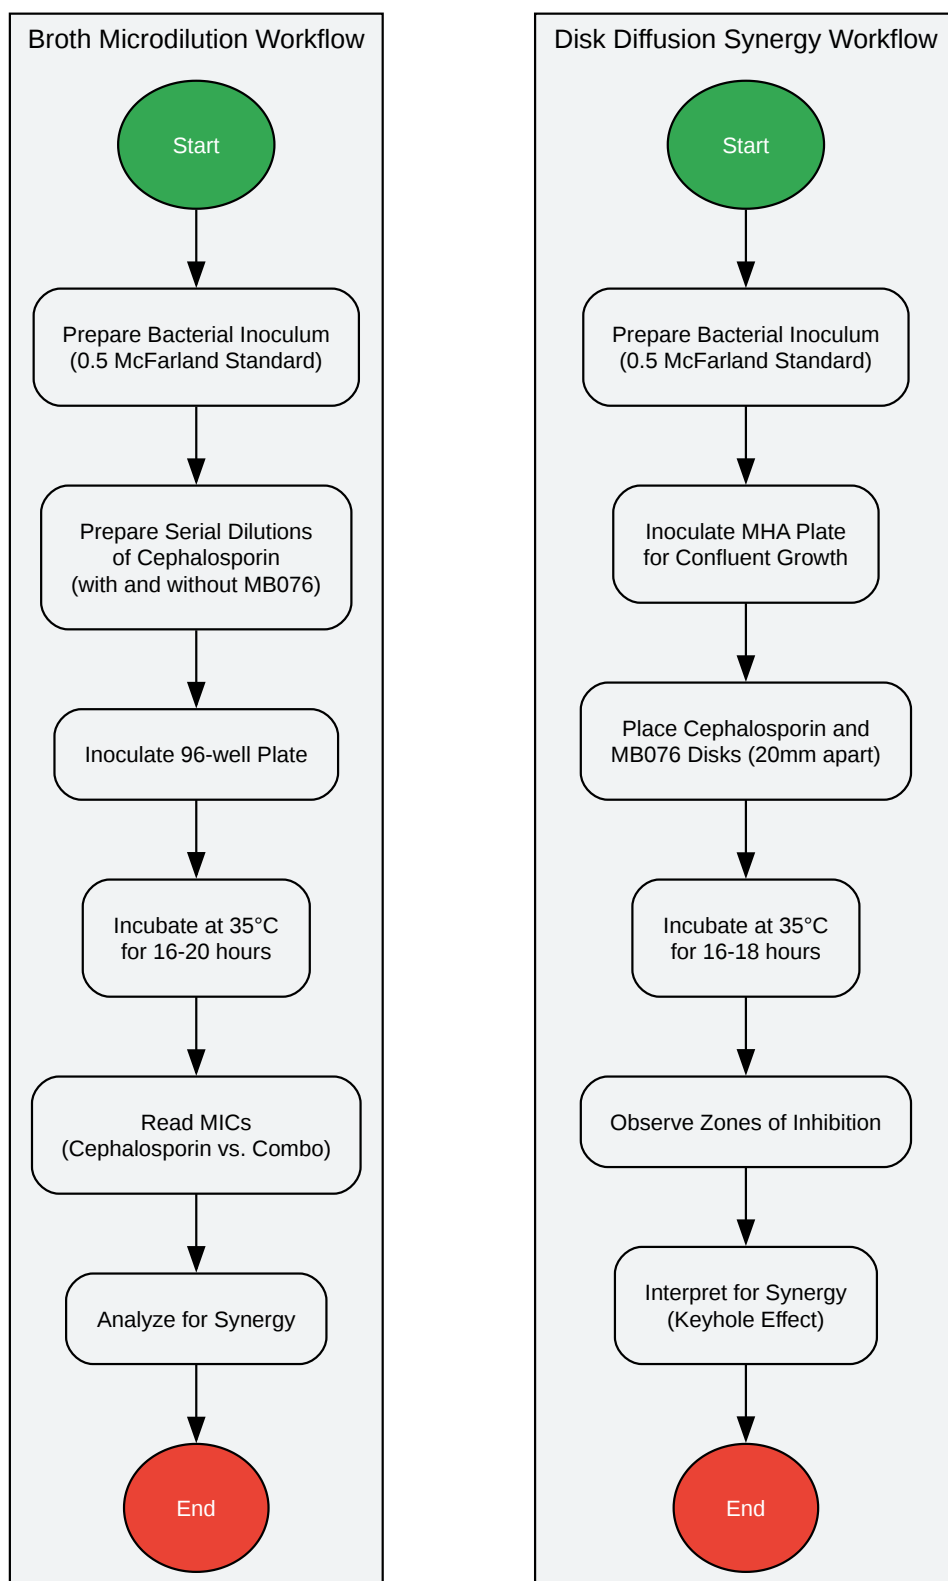 Broth Microdilution Workflow
Start
Prepare Bacterial Inoculum
(0.5 McFarland Standard)
Prepare Serial Dilutions
of Cephalosporin
(with and without MB076)
Inoculate 96-well Plate
Incubate at 35°C
for 16-20 hours
Read MICs
(Cephalosporin vs. Combo)
Analyze for Synergy
End
Disk Diffusion Synergy Workflow
Start
Prepare Bacterial Inoculum
(0.5 McFarland Standard)
Inoculate MHA Plate
for Confluent Growth
Place Cephalosporin and
MB076 Disks (20mm apart)
Incubate at 35°C
for 16-18 hours
Observe Zones of Inhibition
Interpret for Synergy
(Keyhole Effect)
End